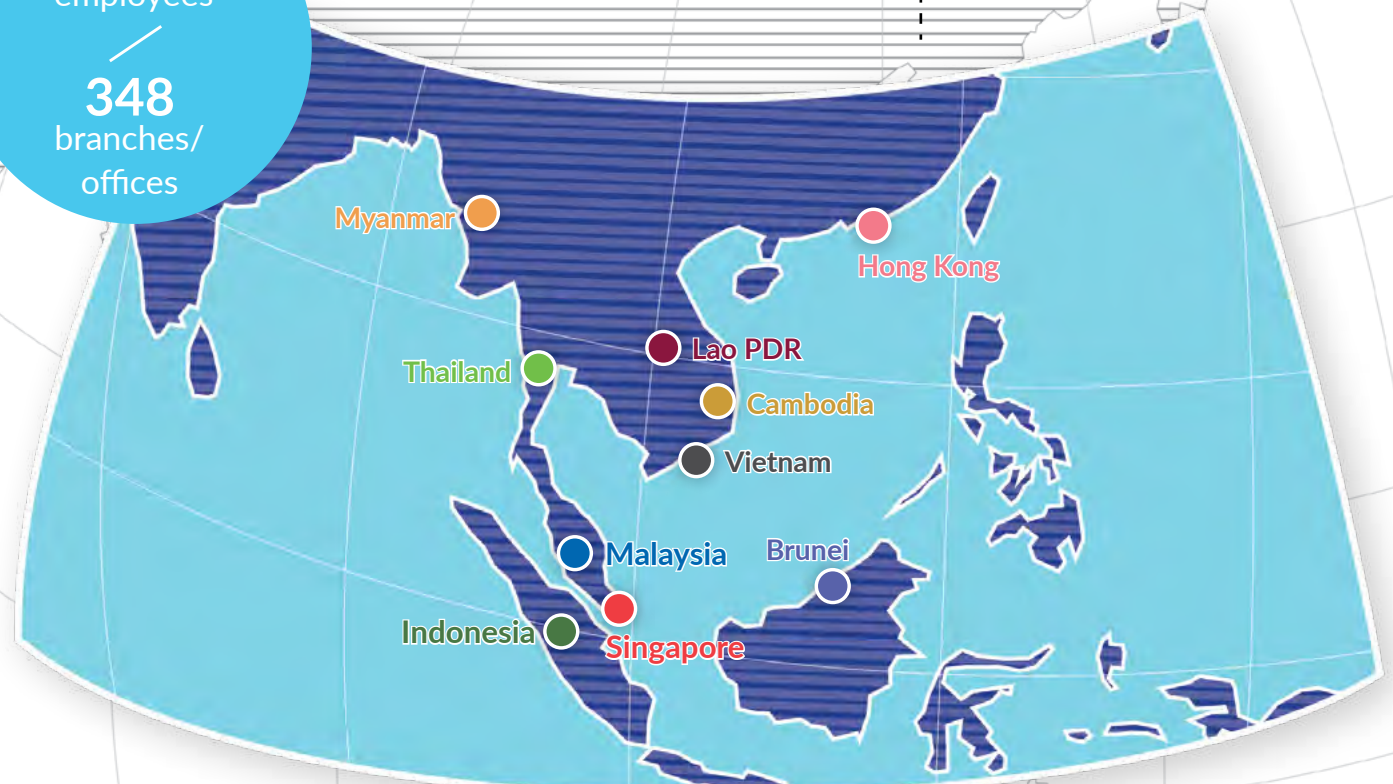 employees
348
branches/
offices
Myanmar
Hong Kong
Lao PDR
Thailand
Cambodia
Vietnam
Malaysia
Brunei
Indonesia
Singapore